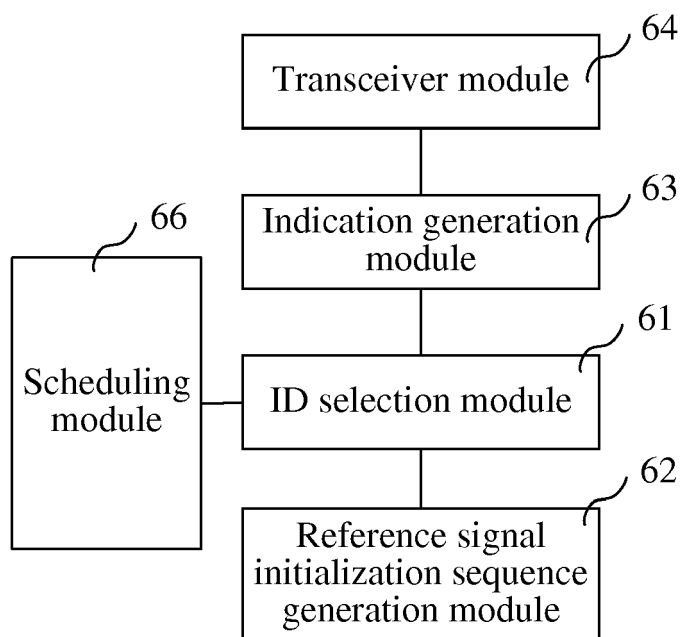 64
Transceiver module
63
Indication generation
module
66
61
Scheduling
module
ID selection module
62
Reference signal
initialization sequence
generation module